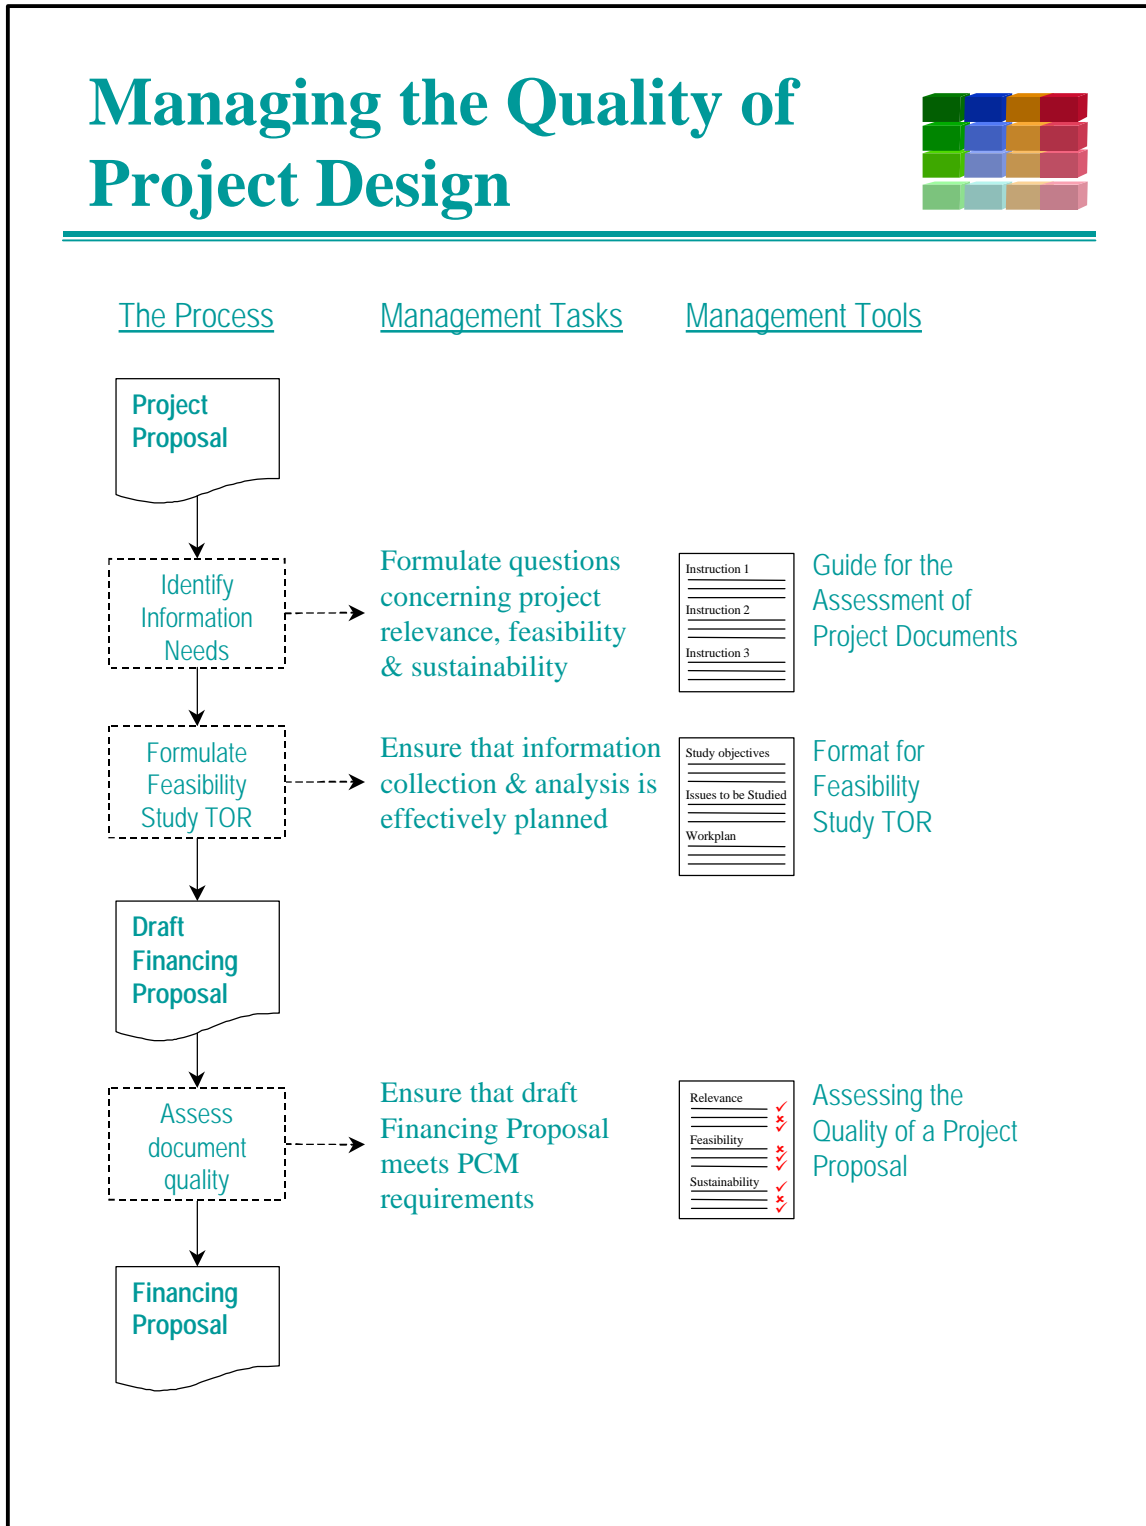 Managing the Quality of
Project Design
The Process
Management Tasks
Management Tools
Project
Proposal
Identify
Information
Needs
Formulate questions
concerning project
relevance, feasibility
& sustainability
Instruction 1
Instruction 2
Instruction 3
Guide for the
Assessment of
Project Documents
Formulate
Feasibility
Study TOR
Ensure that information
collection & analysis is
effectively planned
Study objectives
Issues to be Studied
Workplan
Format for
Feasibility
Study TOR
Draft
Financing
Proposal
Assess
document
quality
Ensure that draft
Financing Proposal
meets PCM
requirements
Relevance
Feasibility
Sustainability
Assessing the
Quality of a Project
Proposal
Financing
Proposal